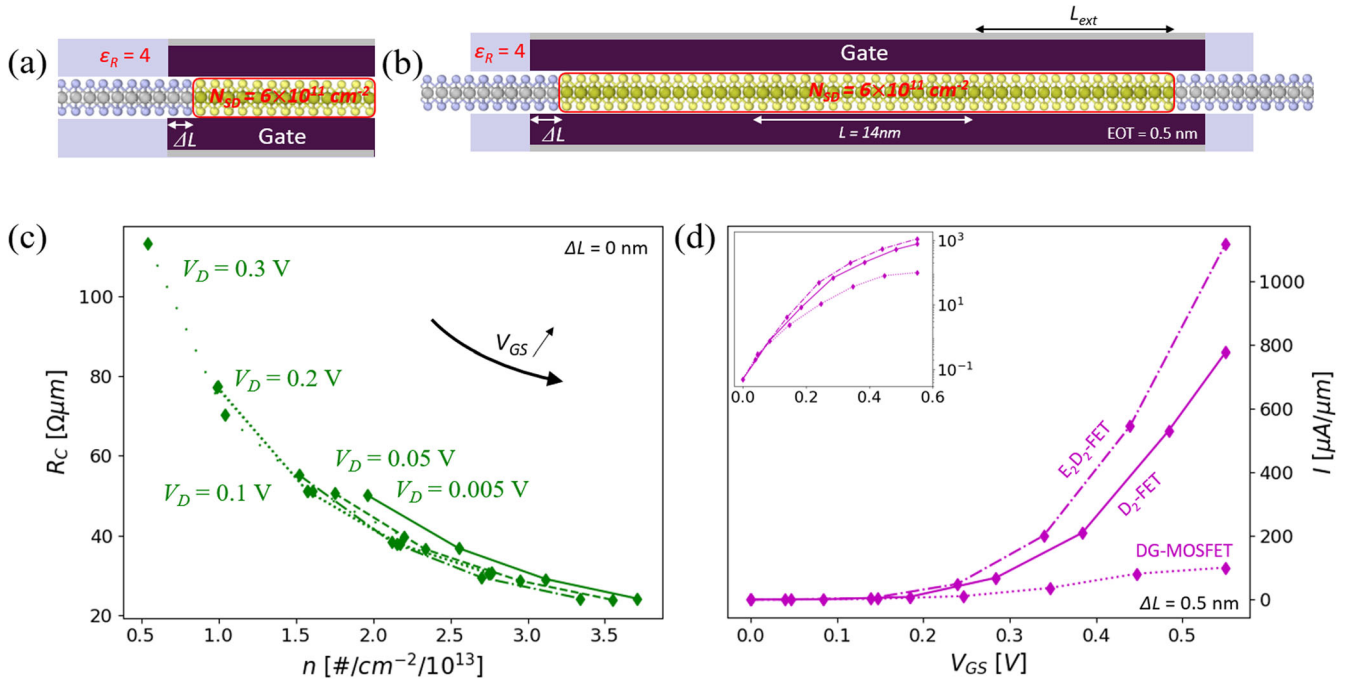 (a)
ε_R = 4
N_SD = 6×10^11 cm^-2
ΔL
Gate
(b)
L_ext
ε_R = 4
Gate
N_SD = 6×10^11 cm^-2
ΔL
L = 14nm
EOT = 0.5 nm
(c)
ΔL = 0 nm
V_D = 0.3 V
V_GS
V_D = 0.2 V
V_D = 0.05 V
V_D = 0.1 V
V_D = 0.005 V
R_C [Ωμm]
100
80
60
40
20
0.5 1.0 1.5 2.0 2.5 3.0 3.5
n [#/cm^-2/10^13]
(d)
10^3
10^1
10^-1
0.0 0.2 0.4 0.6
E_2D_2-FET
D_2-FET
DG-MOSFET
ΔL = 0.5 nm
1000
800
600
400
200
0
I [μA/μm]
0.0 0.1 0.2 0.3 0.4 0.5
V_GS [V]